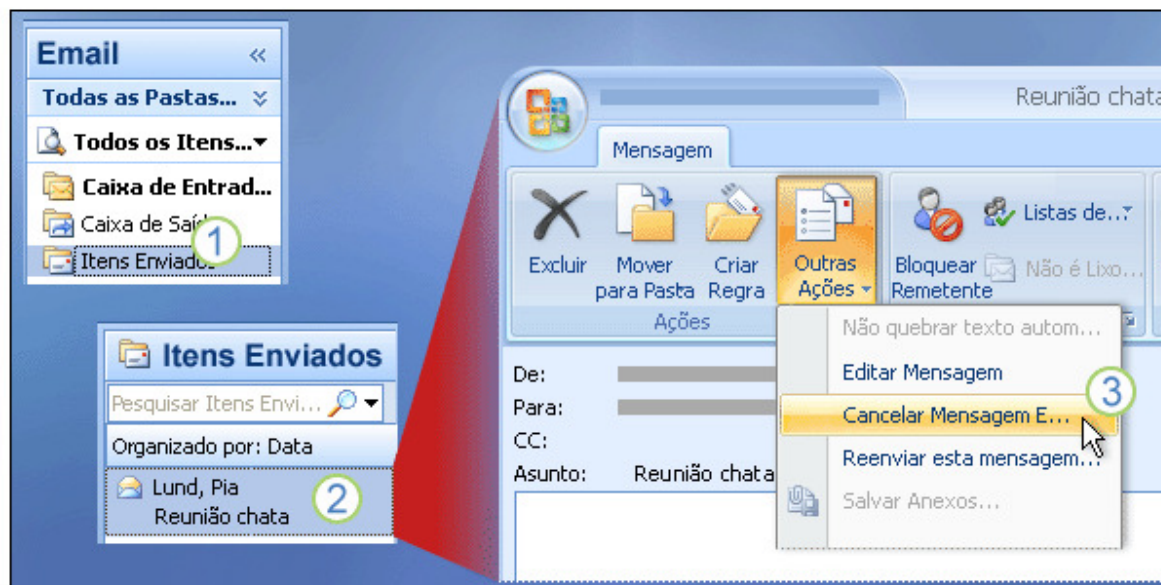 Email
Todas as Pastas...
Todos os Itens...
Caixa de Entrad...
Caixa de Saíd
1
Itens Enviados
Itens Enviados
Pesquisar Itens Envi...
Organizado por: Data
Lund, Pia
Reunião chata
2
Reunião chata
Mensagem
Excluir
Mover para Pasta
Criar Regra
Outras Ações
Bloquear Remetente
Listas de...
Não é Lixo...
Ações
De:
Para:
CC:
Asunto: Reunião chata
Não quebrar texto autom...
Editar Mensagem
Cancelar Mensagem E...
3
Reenviar esta mensagem...
Salvar Anexos...